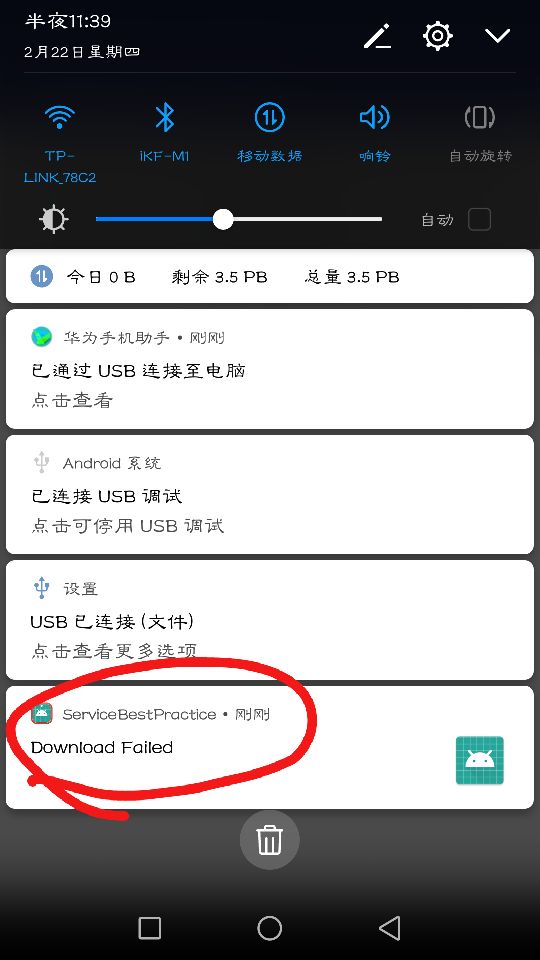 半夜11:39
2月22日星期四
TP-
LINK_78C2
iKF-M1
移动数据
响铃
自动旋转
自动
今日 0 B 剩余 3.5 PB 总量 3.5 PB
华为手机助手 • 刚刚
已通过 USB 连接至电脑
点击查看
Android 系统
已连接 USB 调试
点击可停用 USB 调试
设置
USB 已连接 (文件)
点击查看更多选项
ServiceBestPractice • 刚刚
Download Failed